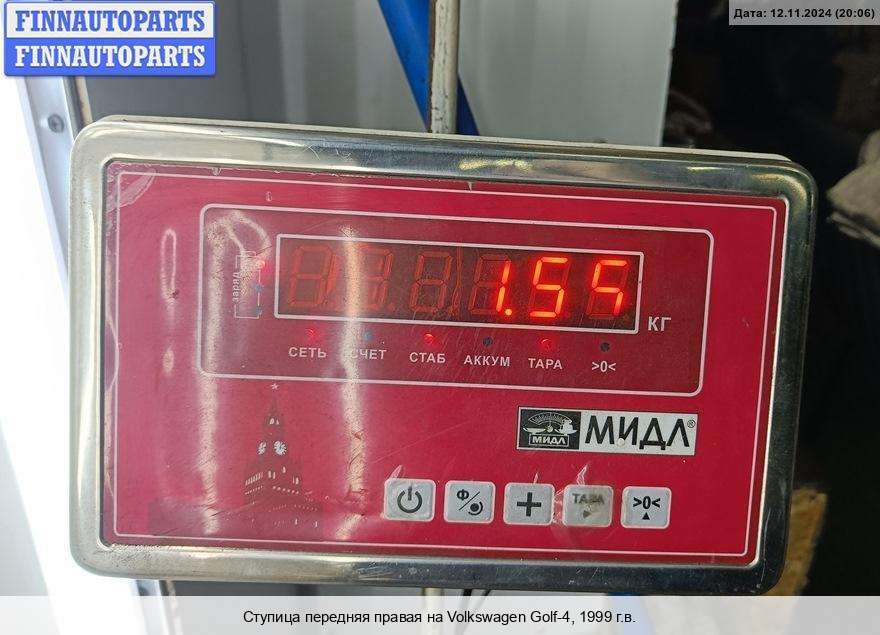 FINNAUTOPARTS
FINNAUTOPARTS
Дата: 12.11.2024 (20:06)
заряд
1.55
КГ
СЕТЬ СЧЕТ СТАБ АККУМ ТАРА >0<
МИДЛ
МИДЛ®
Ф/
+
ТАРА
>0<
Ступица передняя правая на Volkswagen Golf-4, 1999 г.в.